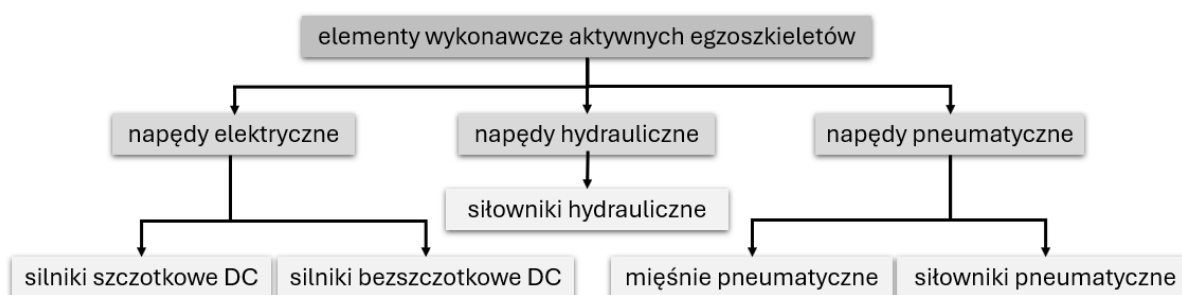 elementy wykonawcze aktywnych egzoszkieletów
napędy elektryczne
napędy hydrauliczne
napędy pneumatyczne
siłowniki hydrauliczne
silniki szczotkowe DC
silniki bezszczotkowe DC
mięśnie pneumatyczne
siłowniki pneumatyczne